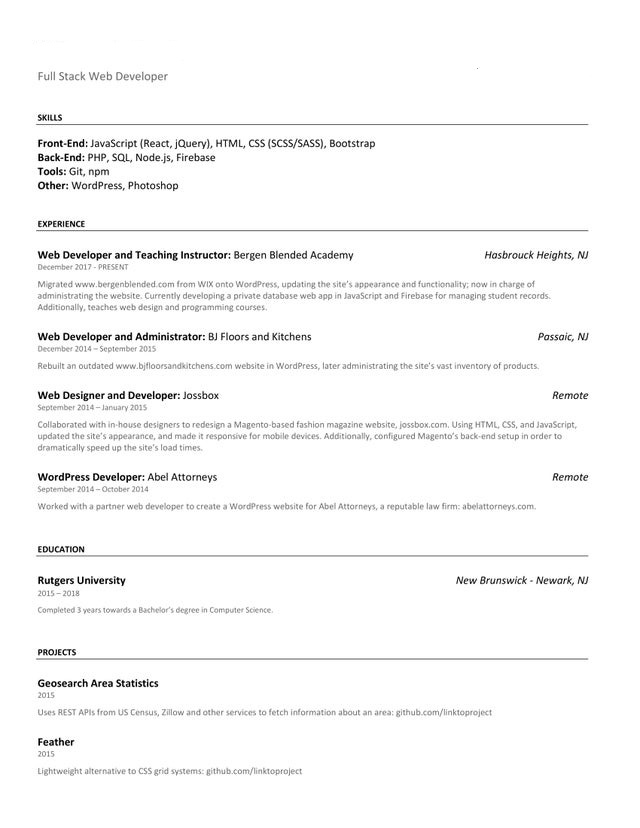 Full Stack Web Developer
SKILLS
Front-End: JavaScript (React, jQuery), HTML, CSS (SCSS/SASS), Bootstrap
Back-End: PHP, SQL, Node.js, Firebase
Tools: Git, npm
Other: WordPress, Photoshop
EXPERIENCE
Web Developer and Teaching Instructor: Bergen Blended Academy Hasbrouck Heights, NJ
December 2017 - PRESENT
Migrated www.bergenblended.com from WIX onto WordPress, updating the site's appearance and functionality; now in charge of
administrating the website. Currently developing a private database web app in JavaScript and Firebase for managing student records.
Additionally, teaches web design and programming courses.
Web Developer and Administrator: BJ Floors and Kitchens Passaic, NJ
December 2014 – September 2015
Rebuilt an outdated www.bjfloorsandkitchens.com website in WordPress, later administrating the site's vast inventory of products.
Web Designer and Developer: Jossbox Remote
September 2014 – January 2015
Collaborated with in-house designers to redesign a Magento-based fashion magazine website, jossbox.com. Using HTML, CSS, and JavaScript,
updated the site's appearance, and made it responsive for mobile devices. Additionally, configured Magento's back-end setup in order to
dramatically speed up the site's load times.
WordPress Developer: Abel Attorneys Remote
September 2014 – October 2014
Worked with a partner web developer to create a WordPress website for Abel Attorneys, a reputable law firm: abelattorneys.com.
EDUCATION
Rutgers University New Brunswick - Newark, NJ
2015 – 2018
Completed 3 years towards a Bachelor's degree in Computer Science.
PROJECTS
Geosearch Area Statistics
2015
Uses REST APIs from US Census, Zillow and other services to fetch information about an area: github.com/linktoproject
Feather
2015
Lightweight alternative to CSS grid systems: github.com/linktoproject